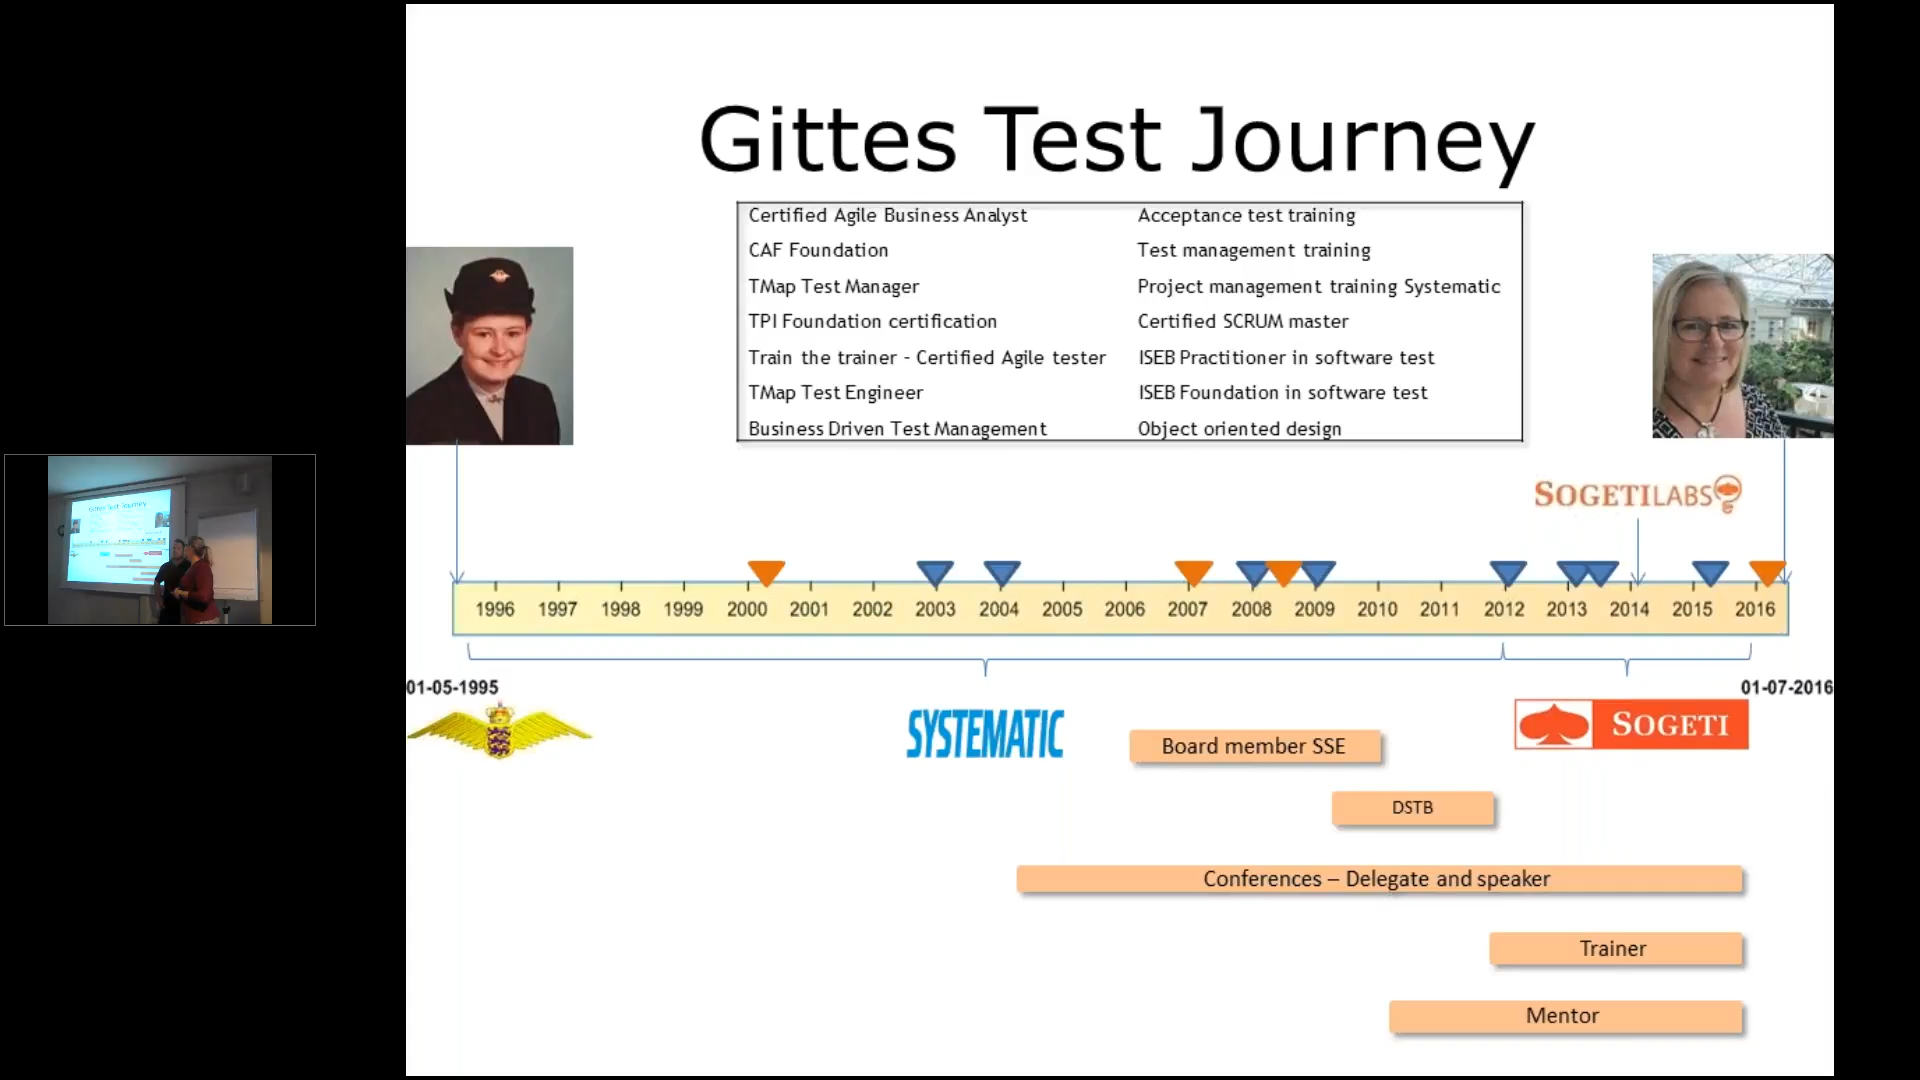 Gittes Test Journey
Certified Agile Business Analyst
CAF Foundation
TMap Test Manager
TPI Foundation certification
Train the trainer - Certified Agile tester
TMap Test Engineer
Business Driven Test Management
Acceptance test training
Test management training
Project management training Systematic
Certified SCRUM master
ISEB Practitioner in software test
ISEB Foundation in software test
Object oriented design
SOGETILABS
1996 1997 1998 1999 2000 2001 2002 2003 2004 2005 2006 2007 2008 2009 2010 2011 2012 2013 2014 2015 2016
01-05-1995
01-07-2016
SYSTEMATIC
SOGETI
Board member SSE
DSTB
Conferences – Delegate and speaker
Trainer
Mentor
Gittes Test Journey